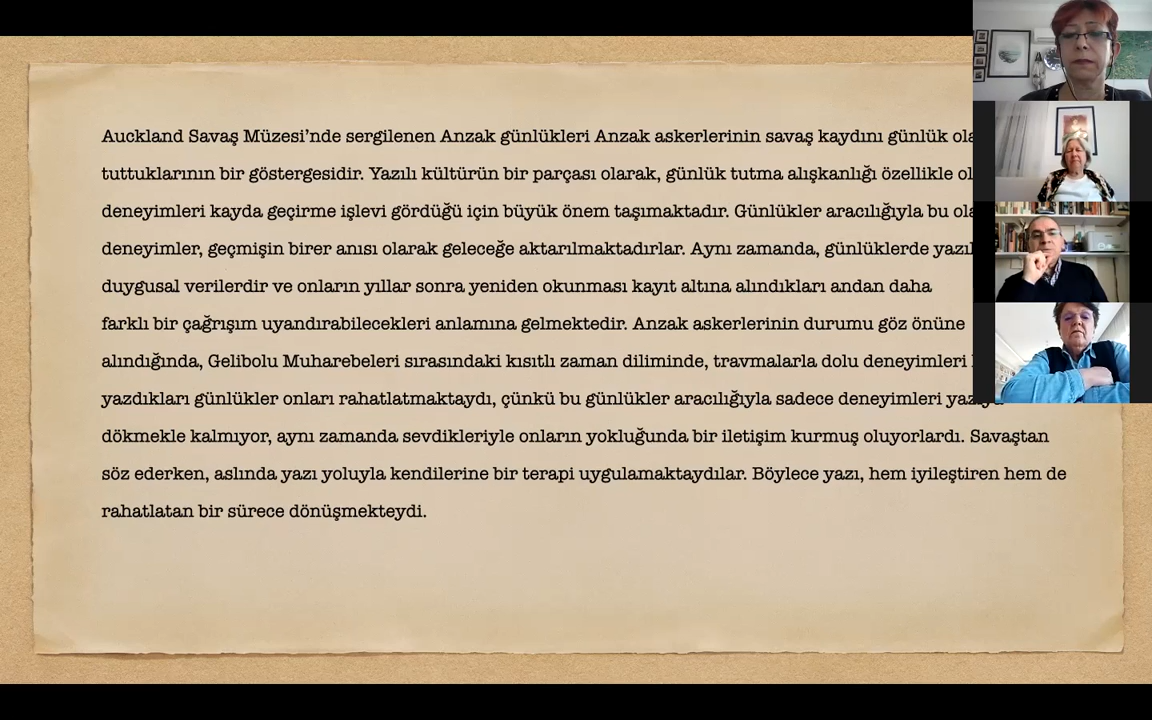 Auckland Savaş Müzesi’nde sergilenen Anzak günlükleri Anzak askerlerinin savaş kaydını günlük
tuttuklarının bir göstergesidir. Yazılı kültürün bir parçası olarak, günlük tutma alışkanlığı özellikle
deneyimleri kayda geçirme işlevi gördüğü için büyük önem taşımaktadır. Günlükler aracılığıyla bu
deneyimler, geçmişin birer anısı olarak geleceğe aktarılmaktadırlar. Aynı zamanda, günlüklerde
duygusal verilerdir ve onların yıllar sonra yeniden okunması kayıt altına alındıkları andan daha
farklı bir çağrışım uyandırabilecekleri anlamına gelmektedir. Anzak askerlerinin durumu göz önüne
alındığında, Gelibolu Muharebeleri sırasındaki kısıtlı zaman diliminde, travmalarla dolu deneyimleri
yazdıkları günlükler onları rahatlatmaktaydı, çünkü bu günlükler aracılığıyla sadece deneyimleri yazıya
dökmekle kalmıyor, aynı zamanda sevdikleriyle onların yokluğunda bir iletişim kurmuş oluyorlardı. Savaştan
söz ederken, aslında yazı yoluyla kendilerine bir terapi uygulamaktaydılar. Böylece yazı, hem iyileştiren hem de
rahatlatan bir sürece dönüşmekteydi.